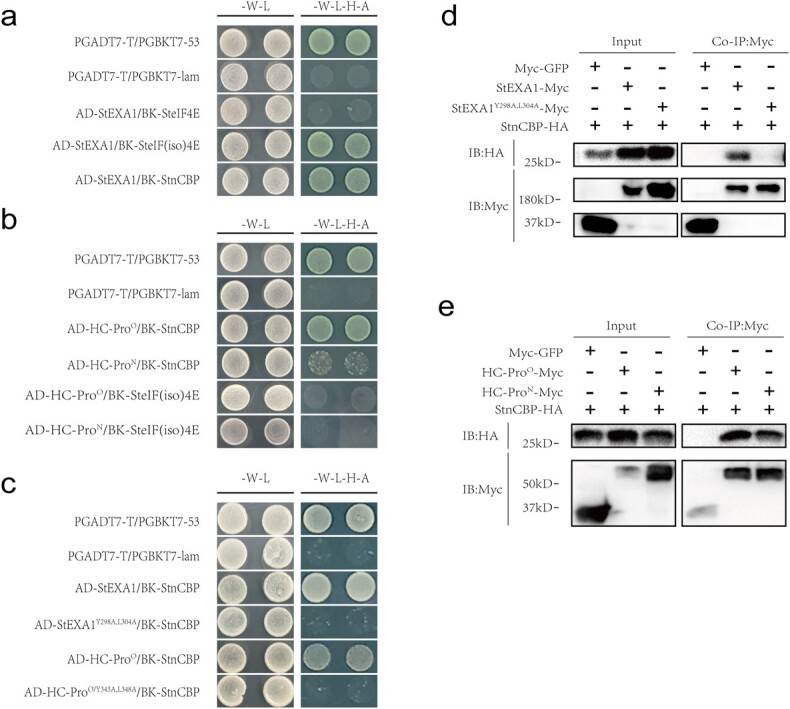 a
-W-L -W-L-H-A
PGADT7-T/PGBKT7-53
PGADT7-T/PGBKT7-lam
AD-StEXA1/BK-SteIF4E
AD-StEXA1/BK-SteIF(iso)4E
AD-StEXA1/BK-StnCBP
b
-W-L -W-L-H-A
PGADT7-T/PGBKT7-53
PGADT7-T/PGBKT7-lam
AD-HC-Proᴼ/BK-StnCBP
AD-HC-Proᴺ/BK-StnCBP
AD-HC-Proᴼ/BK-SteIF(iso)4E
AD-HC-Proᴺ/BK-SteIF(iso)4E
c
-W-L -W-L-H-A
PGADT7-T/PGBKT7-53
PGADT7-T/PGBKT7-lam
AD-StEXA1/BK-StnCBP
AD-StEXA1Y298A,L304A/BK-StnCBP
AD-HC-Proᴼ/BK-StnCBP
AD-HC-ProO/Y343A,L348A/BK-StnCBP
d
Input Co-IP:Myc
Myc-GFP + - - + - -
StEXA1-Myc - + - - + -
StEXA1Y298A,L304A-Myc - - + - - +
StnCBP-HA + + + + + +
IB:HA 25kD-
IB:Myc 180kD-
37kD-
e
Input Co-IP:Myc
Myc-GFP + - - + - -
HC-Proᴼ-Myc - + - - + -
HC-Proᴺ-Myc - - + - - +
StnCBP-HA + + + + + +
IB:HA 25kD-
IB:Myc 50kD-
37kD-